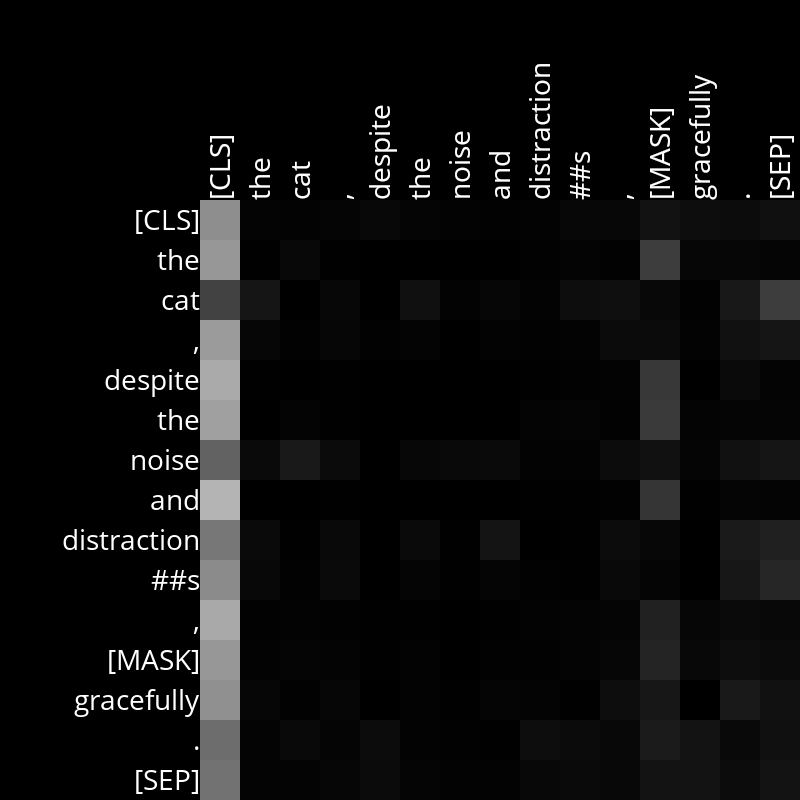 [CLS] the cat , despite the noise and distraction ##s , [MASK] gracefully . [SEP]
[CLS]
the
cat
,
despite
the
noise
and
distraction
##s
,
[MASK]
gracefully
.
[SEP]